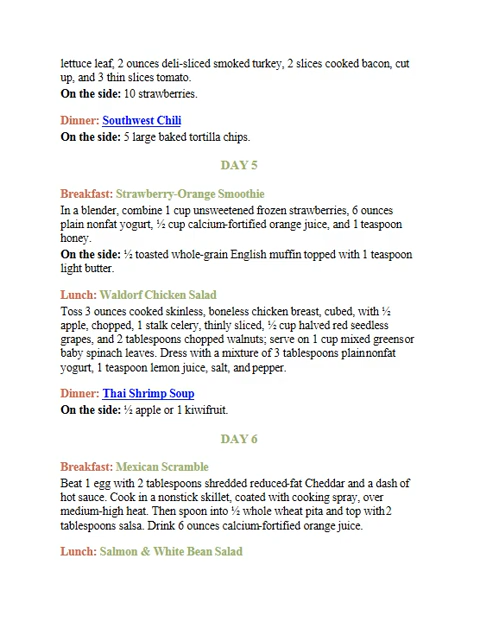 lettuce leaf, 2 ounces deli-sliced smoked turkey, 2 slices cooked bacon, cut
up, and 3 thin slices tomato.
On the side: 10 strawberries.
Dinner: Southwest Chili
On the side: 5 large baked tortilla chips.
DAY 5
Breakfast: Strawberry-Orange Smoothie
In a blender, combine 1 cup unsweetened frozen strawberries, 6 ounces
plain nonfat yogurt, ½ cup calcium-fortified orange juice, and 1 teaspoon
honey.
On the side: ½ toasted whole-grain English muffin topped with 1 teaspoon
light butter.
Lunch: Waldorf Chicken Salad
Toss 3 ounces cooked skinless, boneless chicken breast, cubed, with ½
apple, chopped, 1 stalk celery, thinly sliced, ½ cup halved red seedless
grapes, and 2 tablespoons chopped walnuts; serve on 1 cup mixed greens or
baby spinach leaves. Dress with a mixture of 3 tablespoons plain nonfat
yogurt, 1 teaspoon lemon juice, salt, and pepper.
Dinner: Thai Shrimp Soup
On the side: ½ apple or 1 kiwifruit.
DAY 6
Breakfast: Mexican Scramble
Beat 1 egg with 2 tablespoons shredded reduced-fat Cheddar and a dash of
hot sauce. Cook in a nonstick skillet, coated with cooking spray, over
medium-high heat. Then spoon into ½ whole wheat pita and top with 2
tablespoons salsa. Drink 6 ounces calcium-fortified orange juice.
Lunch: Salmon & White Bean Salad